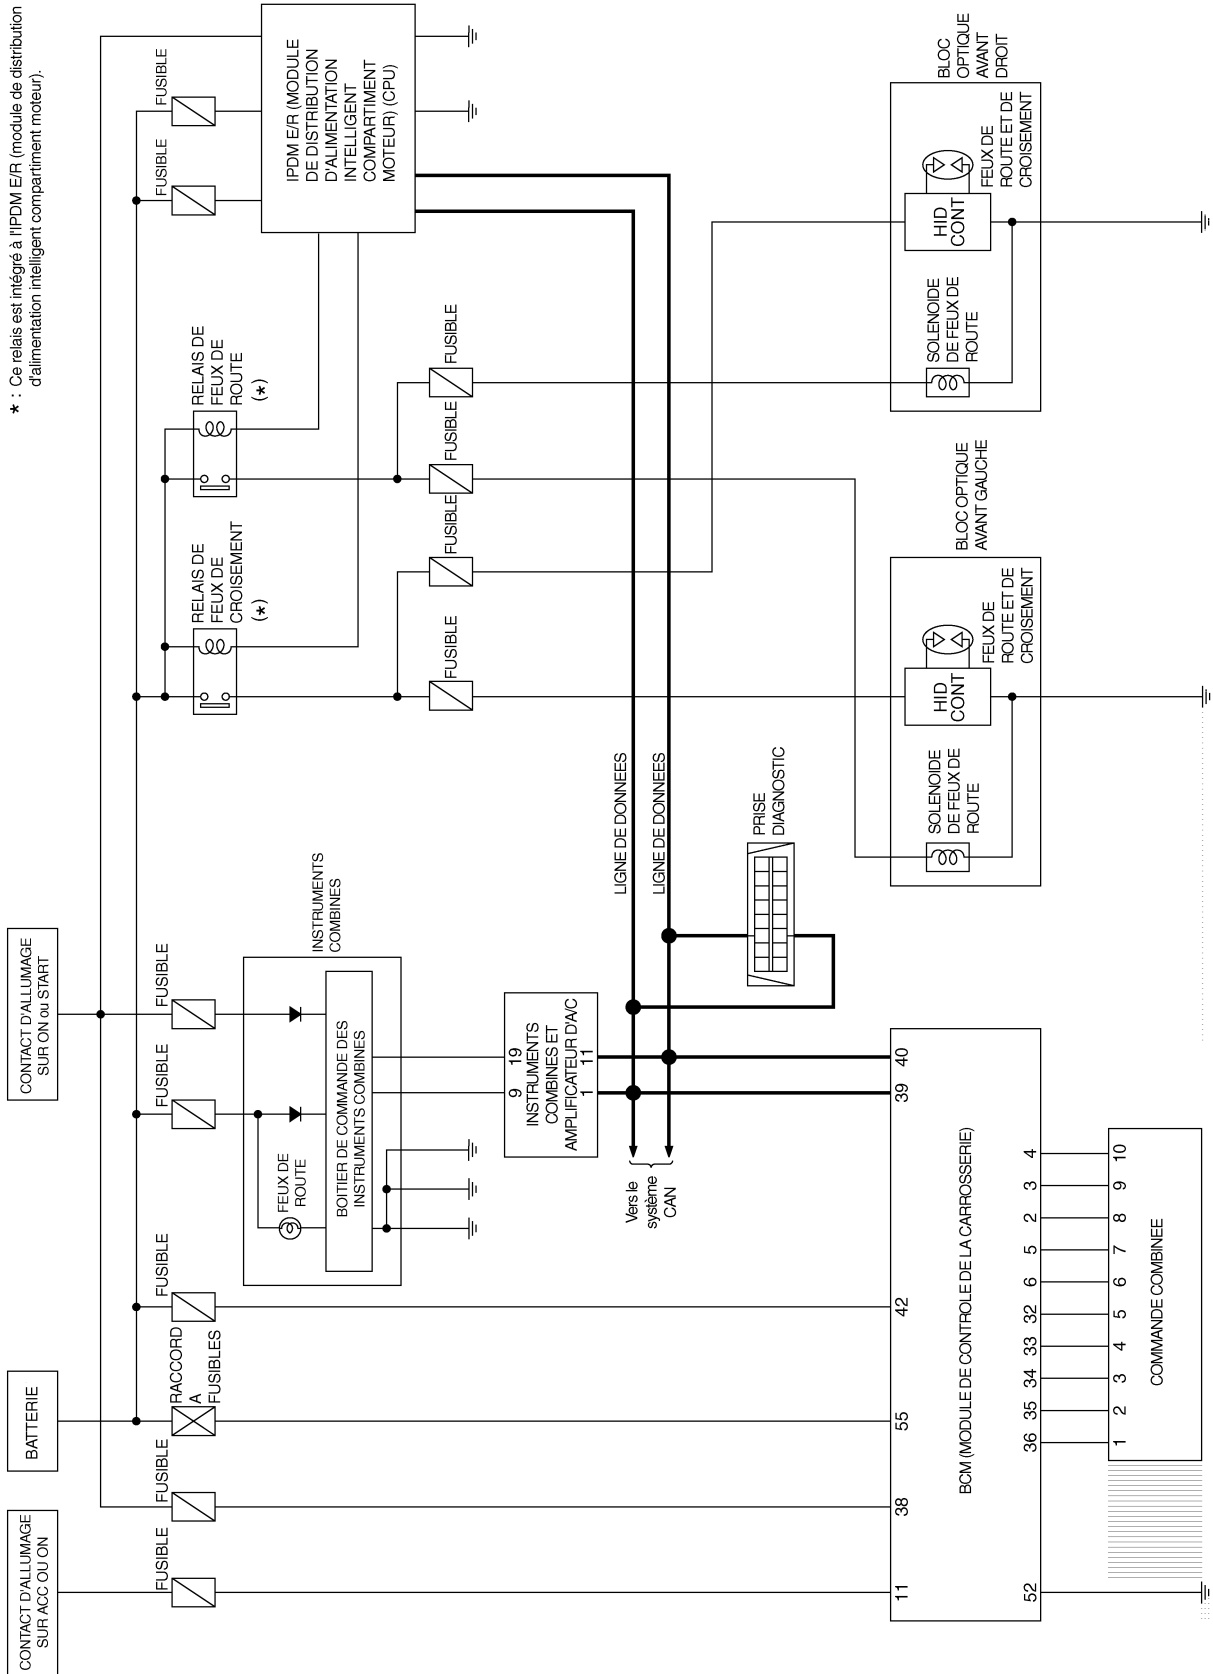 CONTACT D'ALLUMAGE
SUR ACC OU ON
BATTERIE
CONTACT D'ALLUMAGE
SUR ON ou START
* : Ce relais est intégré à l'IPDM E/R (module de distribution
d'alimentation intelligent compartiment moteur).
FUSIBLE
FUSIBLE
RACCORD
A
FUSIBLES
FUSIBLE
FUSIBLE
FUSIBLE
RELAIS DE
FEUX DE
CROISEMENT
(*)
RELAIS DE
FEUX DE
ROUTE
(*)
FUSIBLE
FUSIBLE
INSTRUMENTS
COMBINES
FEUX DE
ROUTE
BOITIER DE COMMANDE DES
INSTRUMENTS COMBINES
IPDM E/R (MODULE
DE DISTRIBUTION
D'ALIMENTATION
INTELLIGENT
COMPARTIMENT
MOTEUR) (CPU)
FUSIBLE
FUSIBLE
FUSIBLE
FUSIBLE
9 19
INSTRUMENTS
COMBINES ET
AMPLIFICATEUR D'A/C
1 11
LIGNE DE DONNEES
LIGNE DE DONNEES
Vers le
système
CAN
PRISE
DIAGNOSTIC
11 38 55 42 39 40
BCM (MODULE DE CONTROLE DE LA CARROSSERIE)
52 36 35 34 33 32 6 5 2 3 4
1 2 3 4 5 6 7 8 9 10
COMMANDE COMBINEE
BLOC OPTIQUE
AVANT GAUCHE
SOLENOIDE
DE FEUX DE
ROUTE
HID
CONT
FEUX DE
ROUTE ET DE
CROISEMENT
BLOC
OPTIQUE
AVANT
DROIT
SOLENOIDE
DE FEUX DE
ROUTE
HID
CONT
FEUX DE
ROUTE ET DE
CROISEMENT